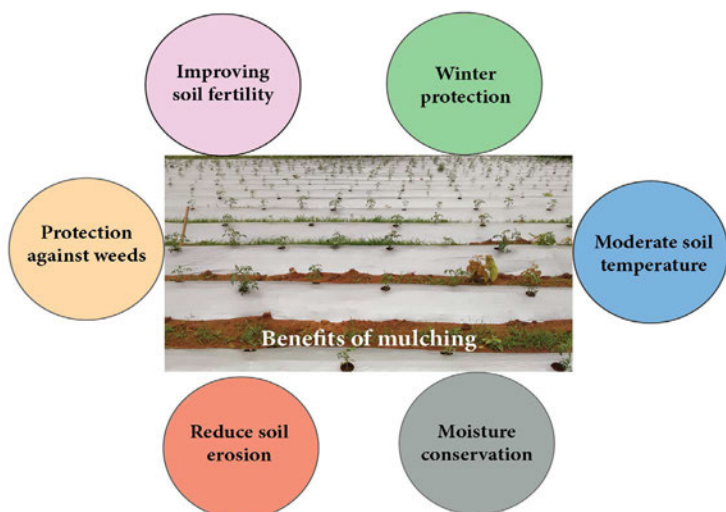 Improving
soil fertility
Winter
protection
Protection
against weeds
Moderate soil
temperature
Benefits of mulching
Reduce soil
erosion
Moisture
conservation